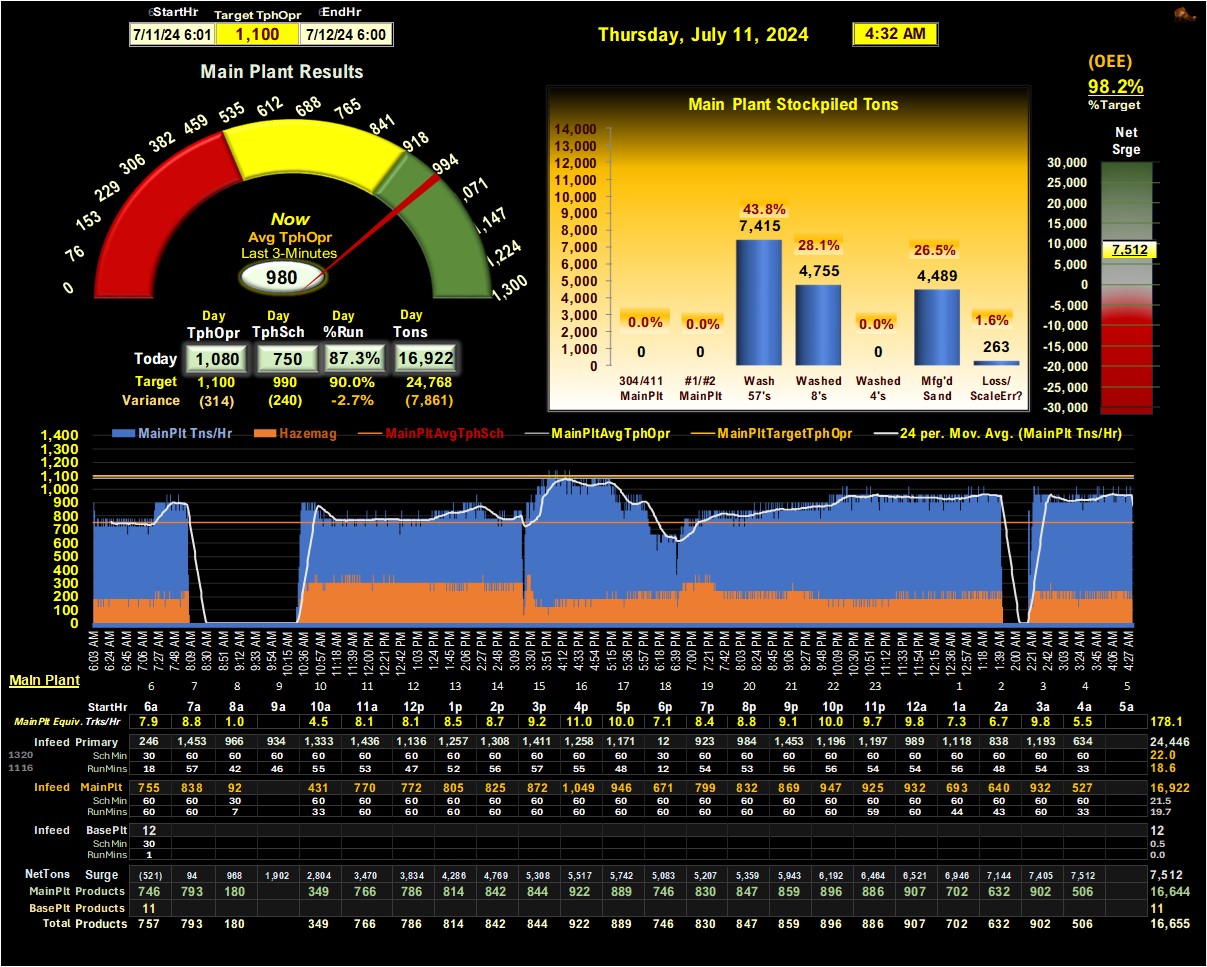 StartHr Target TphOpr EndHr
7/11/24 6:01 1,100 7/12/24 6:00
Thursday, July 11, 2024 4:32 AM
Main Plant Results
0 76 153 229 306 382 459 535 612 688 765 841 918 994 ,071 1,147 1,224 1,300
Now
Avg TphOpr
Last 3-Minutes
980
Day Day Day Day
TphOpr TphSch %Run Tons
Today 1,080 750 87.3% 16,922
Target 1,100 990 90.0% 24,768
Variance (314) (240) -2.7% (7,861)
Main Plant Stockpiled Tons
14,000
13,000
12,000
11,000
10,000
9,000
8,000
7,000
6,000
5,000
4,000
3,000
2,000
1,000
0
0.0% 0.0% 43.8% 28.1% 0.0% 26.5% 1.6%
0 0 7,415 4,755 0 4,489 263
304/411 #1/#2 Wash Washed Washed Mfg'd Loss/
MainPlt MainPlt 57's 8's 4's Sand ScaleErr?
(OEE)
98.2%
%Target
Net
Srge
30,000
25,000
20,000
15,000
10,000
7,512
5,000
0
-5,000
-10,000
-15,000
-20,000
-25,000
-30,000
MainPlt Tns/Hr Hazemag MainPltAvgTphSch MainPltAvgTphOpr MainPltTargetTphOpr 24 per. Mov. Avg. (MainPlt Tns/Hr)
1,400
1,300
1,200
1,100
1,000
900
800
700
600
500
400
300
200
100
0
6:03 AM 6:24 AM 6:45 AM 7:06 AM 7:27 AM 7:48 AM 8:09 AM 8:30 AM 8:51 AM 9:12 AM 9:33 AM 9:54 AM 10:15 AM 10:36 AM 10:57 AM 11:18 AM 11:39 AM 12:00 PM 12:21 PM 12:42 PM 1:03 PM 1:24 PM 1:45 PM 2:06 PM 2:27 PM 2:48 PM 3:09 PM 3:30 PM 3:51 PM 4:12 PM 4:33 PM 4:54 PM 5:15 PM 5:36 PM 5:57 PM 6:18 PM 6:39 PM 7:00 PM 7:21 PM 7:42 PM 8:03 PM 8:24 PM 8:45 PM 9:06 PM 9:27 PM 9:48 PM 10:09 PM 10:30 PM 10:51 PM 11:12 PM 11:33 PM 11:54 PM 12:15 AM 12:36 AM 12:57 AM 1:18 AM 1:39 AM 2:00 AM 2:21 AM 2:42 AM 3:03 AM 3:24 AM 3:45 AM 4:06 AM 4:27 AM
Main Plant
6 7 8 9 10 11 12 13 14 15 16 17 18 19 20 21 22 23 1 2 3 4 5
StartHr 6a 7a 8a 9a 10a 11a 12p 1p 2p 3p 4p 5p 6p 7p 8p 9p 10p 11p 12a 1a 2a 3a 4a 5a
MainPlt Equiv. Trks/Hr 7.9 8.8 1.0 4.5 8.1 8.1 8.5 8.7 9.2 11.0 10.0 7.1 8.4 8.8 9.1 10.0 9.7 9.8 7.3 6.7 9.8 5.5 178.1
Infeed Primary 246 1,453 966 934 1,333 1,436 1,136 1,257 1,308 1,411 1,258 1,171 12 923 984 1,453 1,196 1,197 989 1,118 838 1,193 634 24,446
1320 Sch Min 30 60 60 60 60 60 60 60 60 60 60 60 30 60 60 60 60 60 60 60 60 60 60 22.0
1116 RunMins 18 57 42 46 55 53 47 52 56 57 55 48 12 54 53 56 56 54 54 56 48 54 33 18.6
Infeed MainPlt 755 838 92 431 770 772 805 825 872 1,049 946 671 799 832 869 947 925 932 693 640 932 527 16,922
Sch Min 60 60 30 60 60 60 60 60 60 60 60 60 60 60 60 60 60 60 60 60 60 60 21.5
RunMins 60 60 7 33 60 60 60 60 60 60 60 60 60 60 60 60 59 60 44 43 60 33 19.7
Infeed BasePlt 12 12
Sch Min 30 0.5
RunMins 1 0.0
NetTons Surge (521) 94 968 1,902 2,804 3,470 3,834 4,286 4,769 5,308 5,517 5,742 5,083 5,207 5,359 5,943 6,192 6,464 6,521 6,946 7,144 7,405 7,512 7,512
MainPlt Products 746 793 180 349 766 786 814 842 844 922 889 746 830 847 859 896 886 907 702 632 902 506 16,644
BasePlt Products 11 11
Total Products 757 793 180 349 766 786 814 842 844 922 889 746 830 847 859 896 886 907 702 632 902 506 16,655